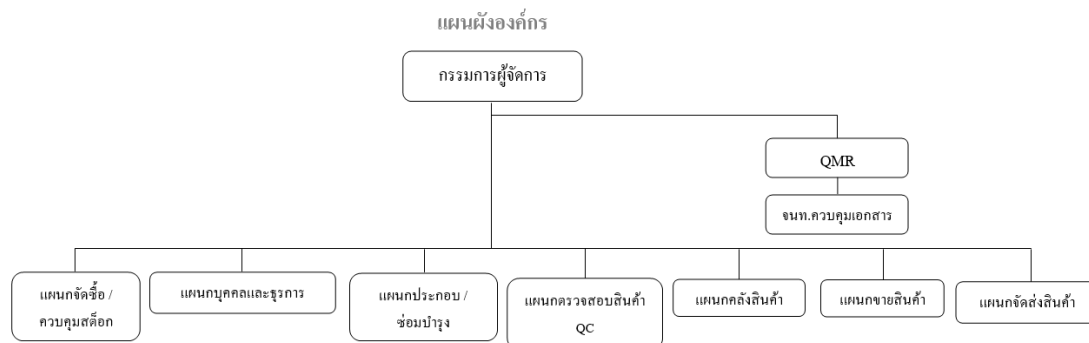 แผนผังองค์กร
กรรมการผู้จัดการ
QMR
จนท.ควบคุมเอกสาร
แผนกจัดซื้อ /
ควบคุมสต็อก
แผนกบุคคลและธุรการ
แผนกประกอบ /
ซ่อมบำรุง
แผนกตรวจสอบสินค้า
QC
แผนกคลังสินค้า
แผนกขายสินค้า
แผนกจัดส่งสินค้า